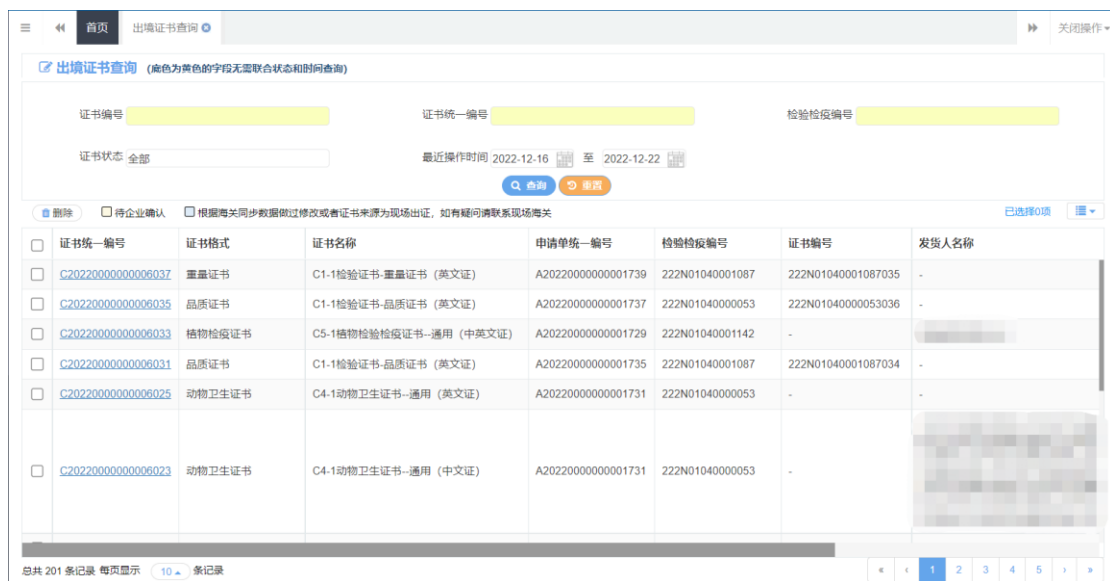 首页 出境证书查询 关闭操作
出境证书查询 (底色为黄色的字段无需联合状态和时间查询)
证书编号 证书统一编号 检验检疫编号
证书状态 全部 最近操作时间 2022-12-16 至 2022-12-22
查询 重置
删除 待企业确认 根据海关同步数据做过修改或者证书来源为现场出证，如有疑问请联系现场海关 已选择0项
证书统一编号 证书格式 证书名称 申请单统一编号 检验检疫编号 证书编号 发货人名称
C20220000000006037 重量证书 C1-1检验证书-重量证书（英文证） A20220000000001739 222N01040001087 222N01040001087035 -
C20220000000006035 品质证书 C1-1检验证书-品质证书（英文证） A20220000000001737 222N01040000053 222N01040000053036 -
C20220000000006033 植物检疫证书 C5-1植物检验检疫证书--通用（中英文证） A20220000000001729 222N01040001142 -
C20220000000006031 品质证书 C1-1检验证书-品质证书（英文证） A20220000000001735 222N01040001087 222N01040001087034 -
C20220000000006025 动物卫生证书 C4-1动物卫生证书--通用（英文证） A20220000000001731 222N01040000053 - -
C20220000000006023 动物卫生证书 C4-1动物卫生证书--通用（中文证） A20220000000001731 222N01040000053 -
总共 201 条记录 每页显示 10 条记录 « ‹ 1 2 3 4 5 › »